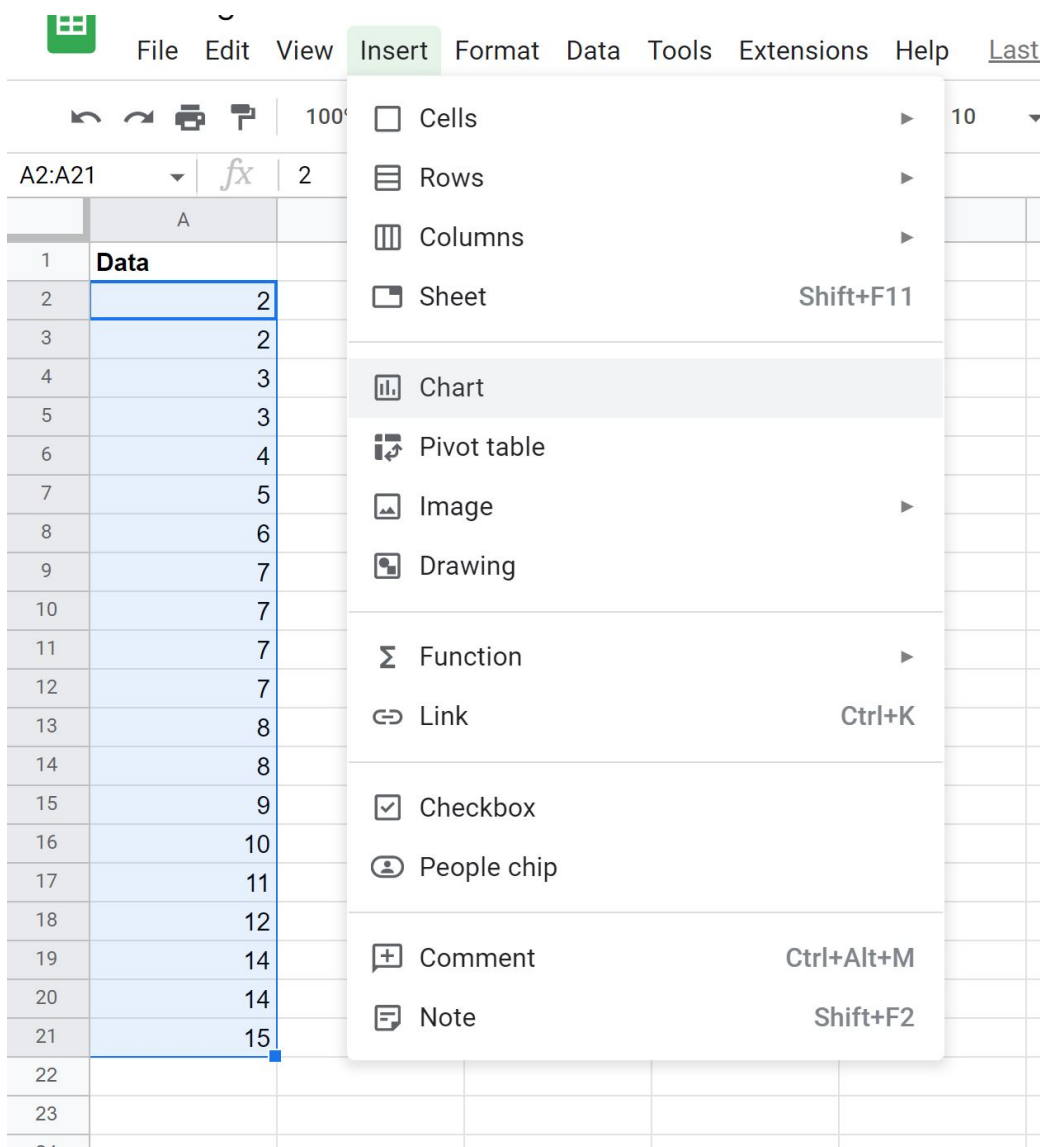 File Edit View Insert Format Data Tools Extensions Help Last
100% 10
A2:A21 fx 2
A
1 Data
2 2
3 2
4 3
5 3
6 4
7 5
8 6
9 7
10 7
11 7
12 7
13 8
14 8
15 9
16 10
17 11
18 12
19 14
20 14
21 15
22
23
Cells
Rows
Columns
Sheet Shift+F11
Chart
Pivot table
Image
Drawing
Function
Link Ctrl+K
Checkbox
People chip
Comment Ctrl+Alt+M
Note Shift+F2